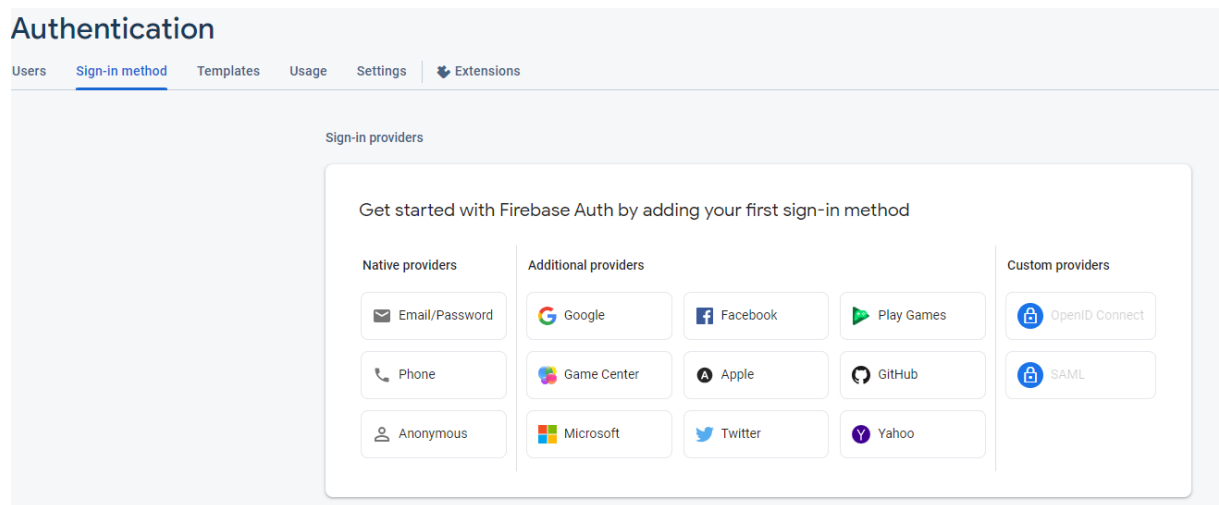 Authentication
Users Sign-in method Templates Usage Settings Extensions
Sign-in providers
Get started with Firebase Auth by adding your first sign-in method
Native providers Additional providers Custom providers
Email/Password Google Facebook Play Games OpenID Connect
Phone Game Center Apple GitHub SAML
Anonymous Microsoft Twitter Yahoo